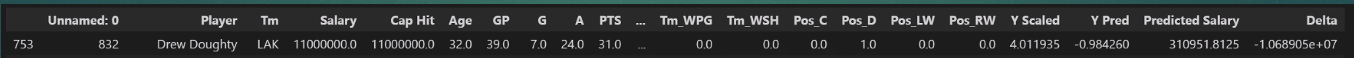 Unnamed: 0 Player Tm Salary Cap Hit Age GP G A PTS ... Tm_WPG Tm_WSH Pos_C Pos_D Pos_LW Pos_RW Y Scaled Y Pred Predicted Salary Delta
753 832 Drew Doughty LAK 11000000.0 11000000.0 32.0 39.0 7.0 24.0 31.0 ... 0.0 0.0 0.0 1.0 0.0 0.0 4.011935 -0.984260 310951.8125 -1.068905e+07